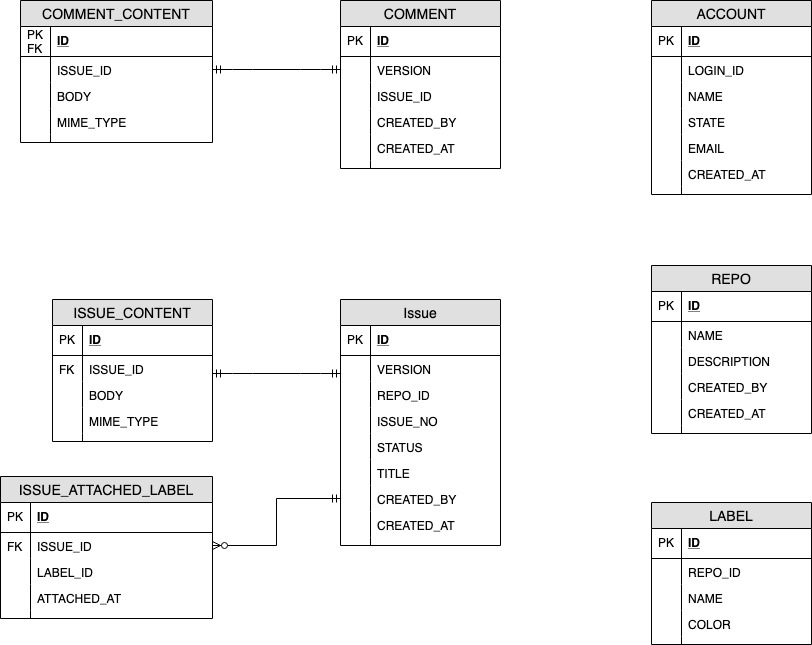 COMMENT_CONTENT
PK
FK
ID
ISSUE_ID
BODY
MIME_TYPE
COMMENT
PK
ID
VERSION
ISSUE_ID
CREATED_BY
CREATED_AT
ACCOUNT
PK
ID
LOGIN_ID
NAME
STATE
EMAIL
CREATED_AT
ISSUE_CONTENT
PK
ID
FK
ISSUE_ID
BODY
MIME_TYPE
Issue
PK
ID
VERSION
REPO_ID
ISSUE_NO
STATUS
TITLE
CREATED_BY
CREATED_AT
REPO
PK
ID
NAME
DESCRIPTION
CREATED_BY
CREATED_AT
ISSUE_ATTACHED_LABEL
PK
ID
FK
ISSUE_ID
LABEL_ID
ATTACHED_AT
LABEL
PK
ID
REPO_ID
NAME
COLOR